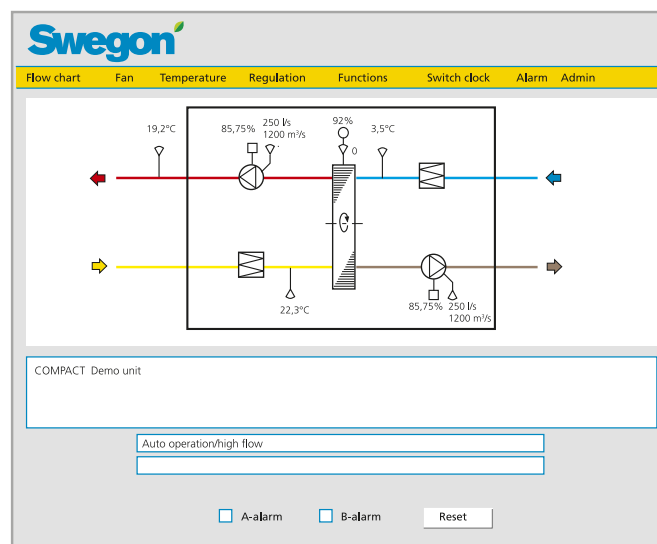 Swegon
Flow chart Fan Temperature Regulation Functions Switch clock Alarm Admin
19,2°C
85,75%
250 l/s
1200 m³/s
92%
0
3,5°C
22,3°C
85,75%
250 l/s
1200 m³/s
COMPACT Demo unit
Auto operation/high flow
A-alarm B-alarm Reset